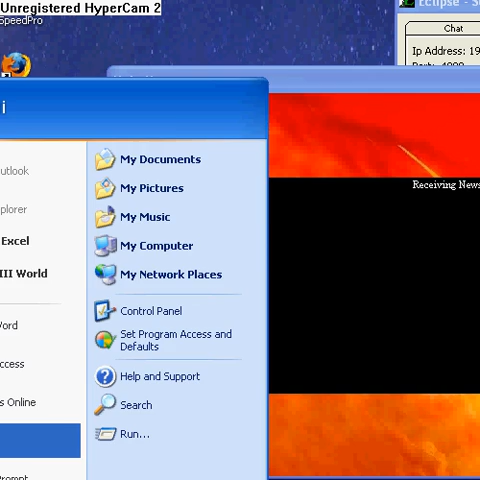 Unregistered HyperCam 2
SpeedPro
Eclipse - S
Chat
Ip Address: 19
i
My Documents
My Pictures
My Music
My Computer
My Network Places
Control Panel
Set Program Access and
Defaults
Help and Support
Search
Run...
utlook
plorer
Excel
III World
Word
ccess
s Online
Prompt
Receiving News